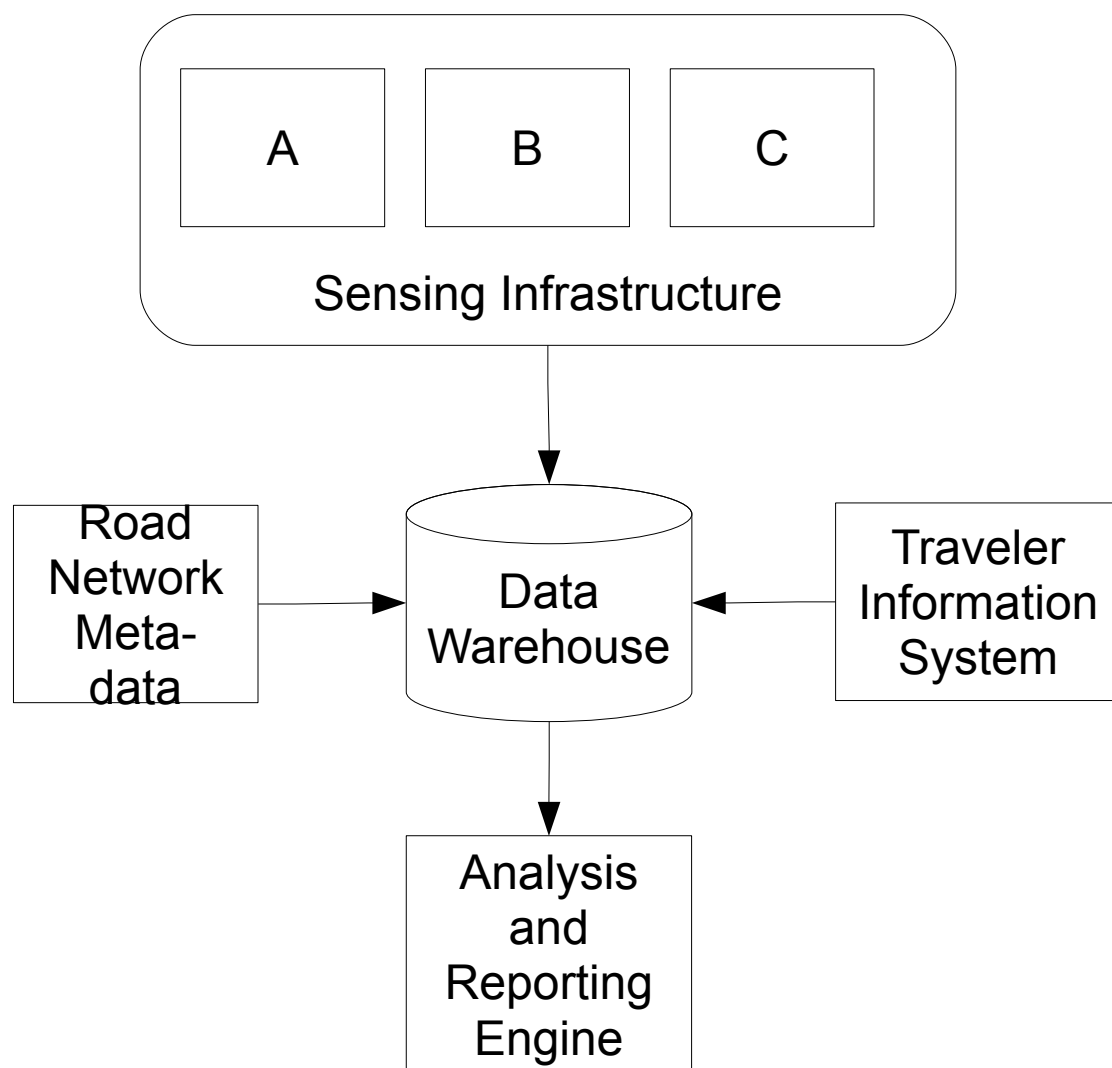 A
B
C
Sensing Infrastructure
Road
Network
Meta-
data
Data
Warehouse
Traveler
Information
System
Analysis
and
Reporting
Engine